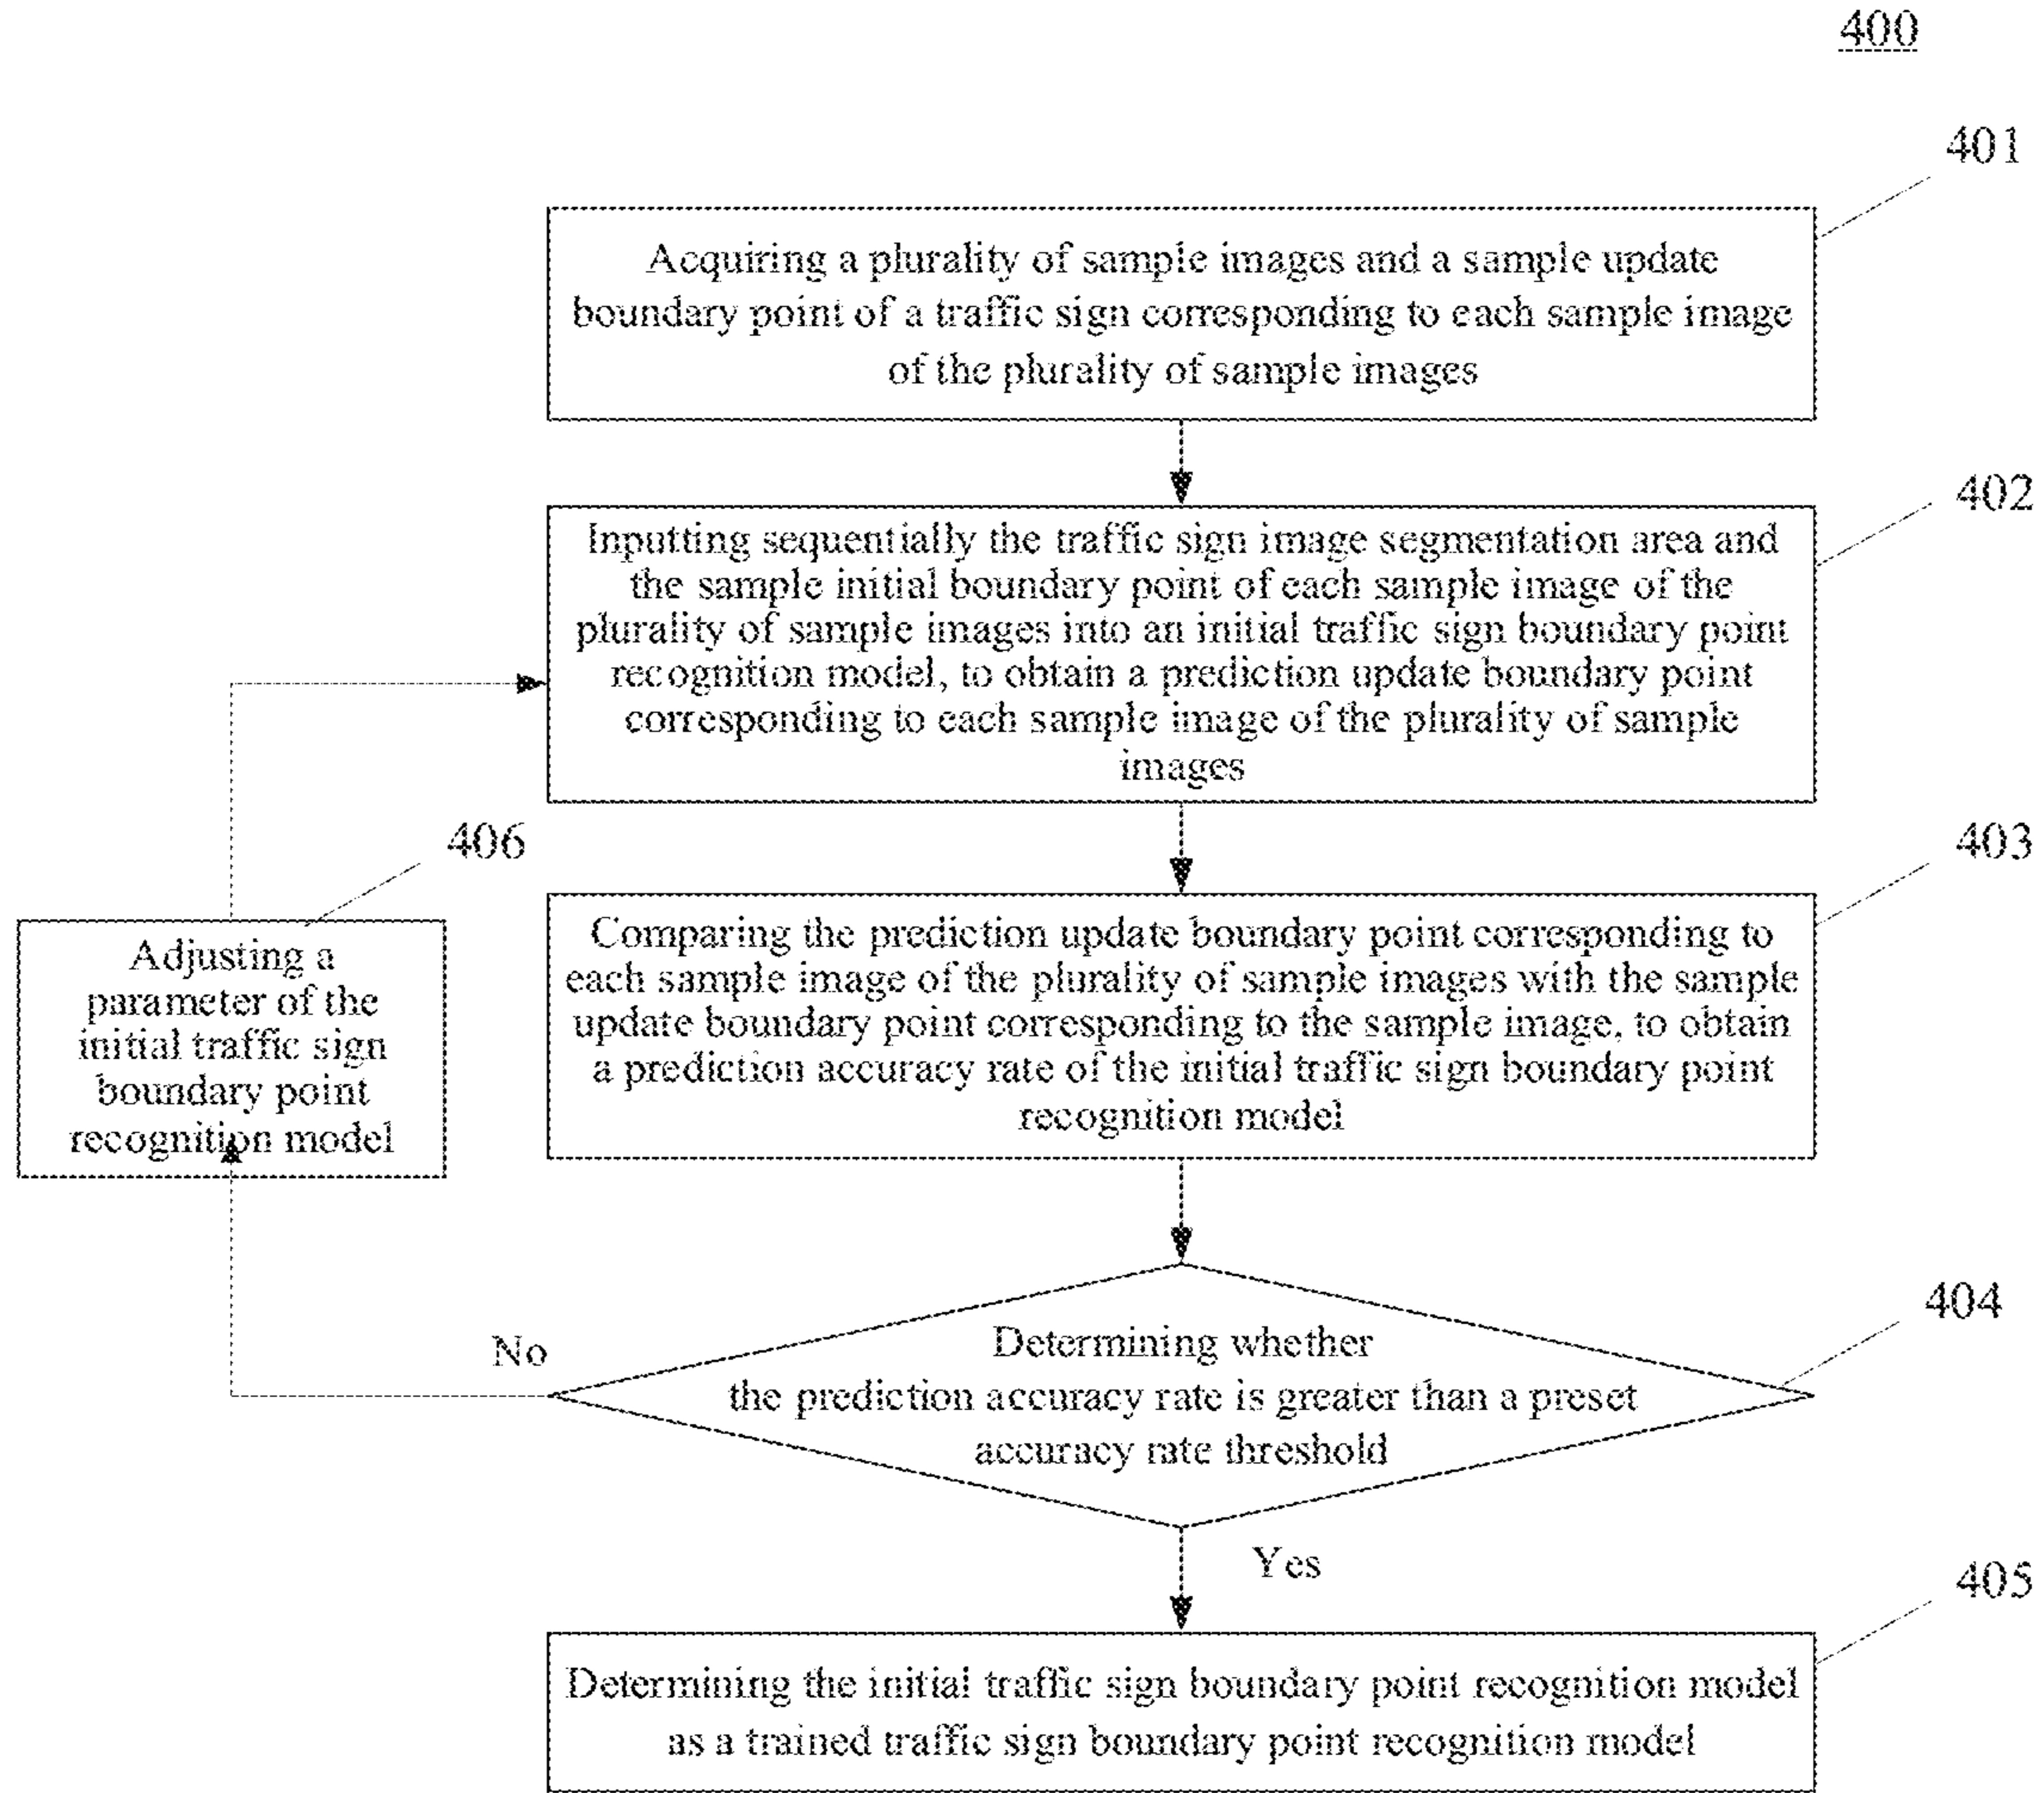 400
401
Acquiring a plurality of sample images and a sample update
boundary point of a traffic sign corresponding to each sample image
of the plurality of sample images
402
Inputting sequentially the traffic sign image segmentation area and
the sample initial boundary point of each sample image of the
plurality of sample images into an initial traffic sign boundary point
recognition model, to obtain a prediction update boundary point
corresponding to each sample image of the plurality of sample
images
406
Adjusting a
parameter of the
initial traffic sign
boundary point
recognition model
403
Comparing the prediction update boundary point corresponding to
each sample image of the plurality of sample images with the sample
update boundary point corresponding to the sample image, to obtain
a prediction accuracy rate of the initial traffic sign boundary point
recognition model
404
No
Determining whether
the prediction accuracy rate is greater than a preset
accuracy rate threshold
Yes
405
Determining the initial traffic sign boundary point recognition model
as a trained traffic sign boundary point recognition model